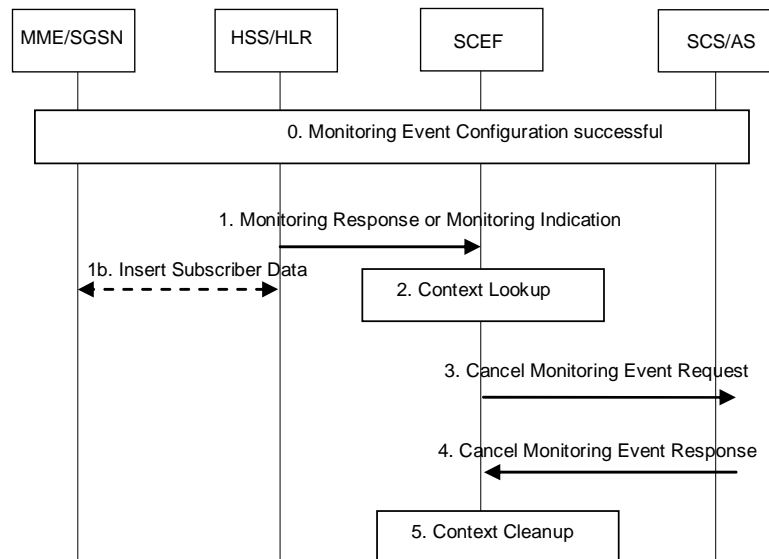 MME/SGSN
HSS/HLR
SCEF
SCS/AS
0. Monitoring Event Configuration successful
1. Monitoring Response or Monitoring Indication
1b. Insert Subscriber Data
2. Context Lookup
3. Cancel Monitoring Event Request
4. Cancel Monitoring Event Response
5. Context Cleanup